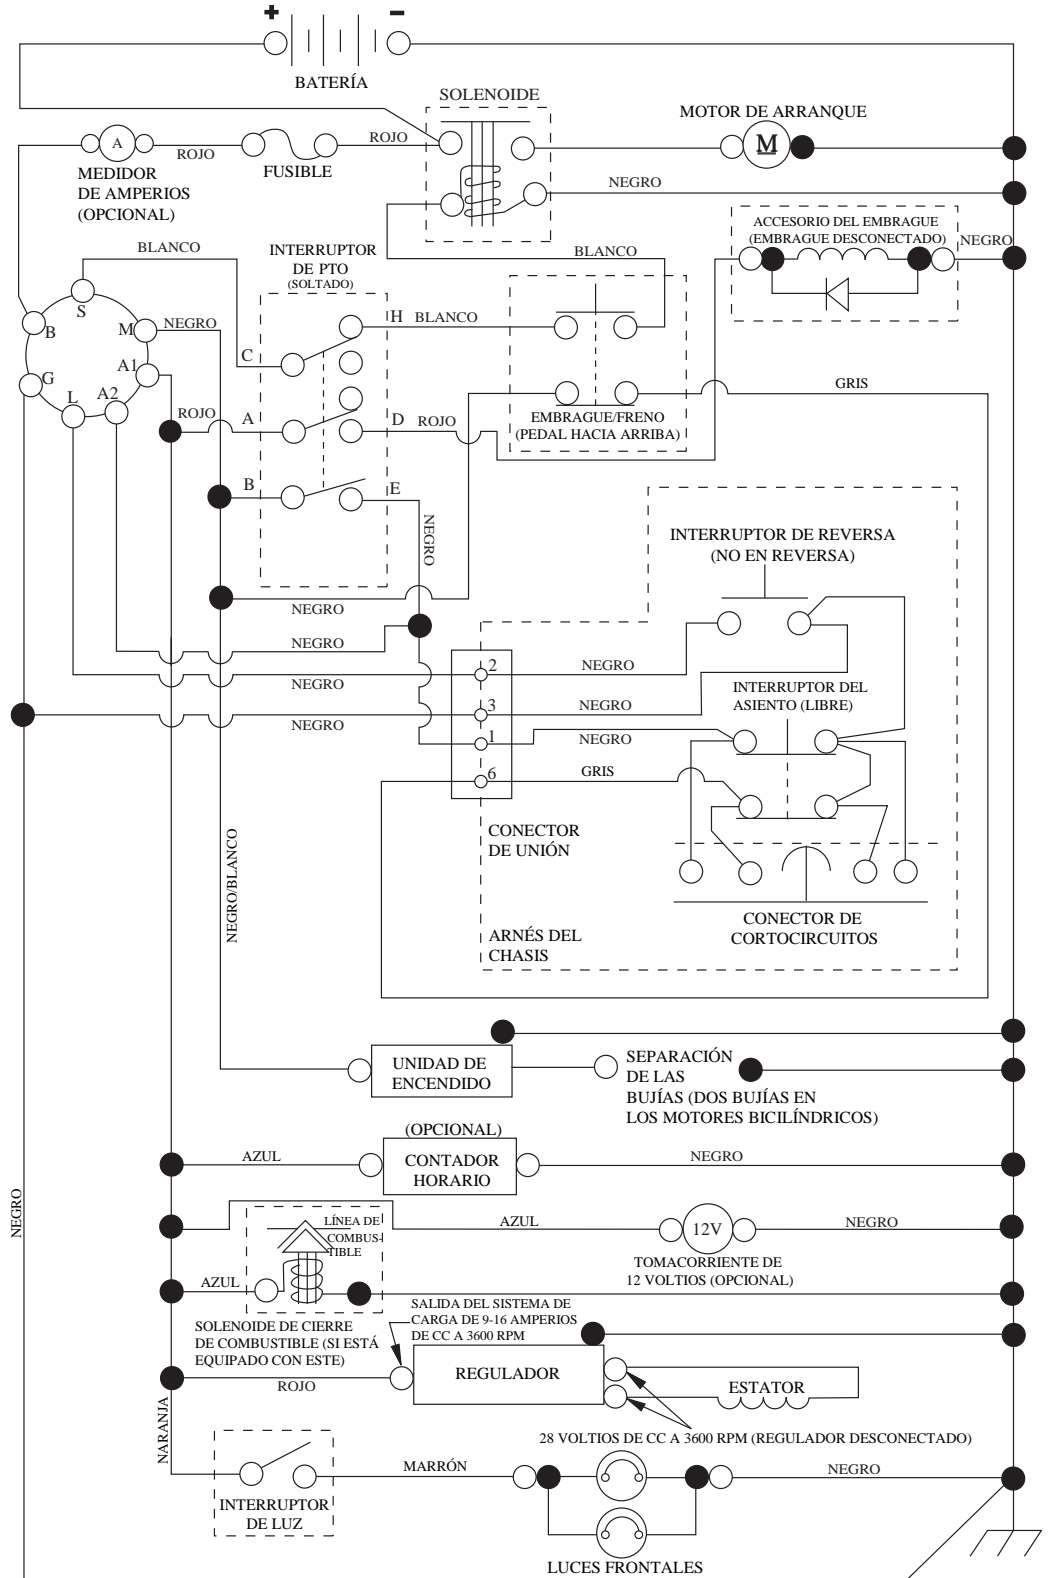 + -
BATERÍA
SOLENOIDE
MOTOR DE ARRANQUE
A
ROJO
ROJO
M
MEDIDOR
DE AMPERIOS
(OPCIONAL)
FUSIBLE
NEGRO
ACCESORIO DEL EMBRAGUE
(EMBRAGUE DESCONECTADO)
NEGRO
BLANCO
INTERRUPTOR
DE PTO
(SOLTADO)
BLANCO
S
B
M
NEGRO
H
BLANCO
C
G
A1
L
A2
GRIS
ROJO
A
D
ROJO
EMBRAGUE/FRENO
(PEDAL HACIA ARRIBA)
B
E
NEGRO
INTERRUPTOR DE REVERSA
(NO EN REVERSA)
NEGRO
NEGRO
2
NEGRO
NEGRO
INTERRUPTOR DEL
ASIENTO (LIBRE)
3
NEGRO
NEGRO
1
NEGRO
6
GRIS
CONECTOR
DE UNIÓN
NEGRO/BLANCO
CONECTOR DE
CORTOCIRCUITOS
ARNÉS DEL
CHASIS
UNIDAD DE
ENCENDIDO
SEPARACIÓN
DE LAS
BUJÍAS (DOS BUJÍAS EN
LOS MOTORES BICILÍNDRICOS)
(OPCIONAL)
AZUL
CONTADOR
HORARIO
NEGRO
NEGRO
LÍNEA DE
COMBUS-
TIBLE
AZUL
12V
NEGRO
TOMACORRIENTE DE
12 VOLTIOS (OPCIONAL)
AZUL
SALIDA DEL SISTEMA DE
CARGA DE 9-16 AMPERIOS
DE CC A 3600 RPM
SOLENOIDE DE CIERRE
DE COMBUSTIBLE (SI ESTÁ
EQUIPADO CON ESTE)
REGULADOR
ROJO
ESTATOR
NARANJA
28 VOLTIOS DE CC A 3600 RPM (REGULADOR DESCONECTADO)
MARRÓN
NEGRO
INTERRUPTOR
DE LUZ
LUCES FRONTALES